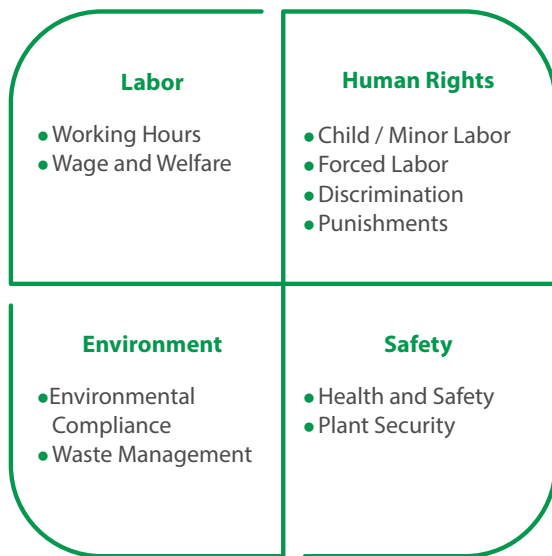 Labor
● Working Hours
● Wage and Welfare
Human Rights
● Child / Minor Labor
● Forced Labor
● Discrimination
● Punishments
Environment
● Environmental
Compliance
● Waste Management
Safety
● Health and Safety
● Plant Security